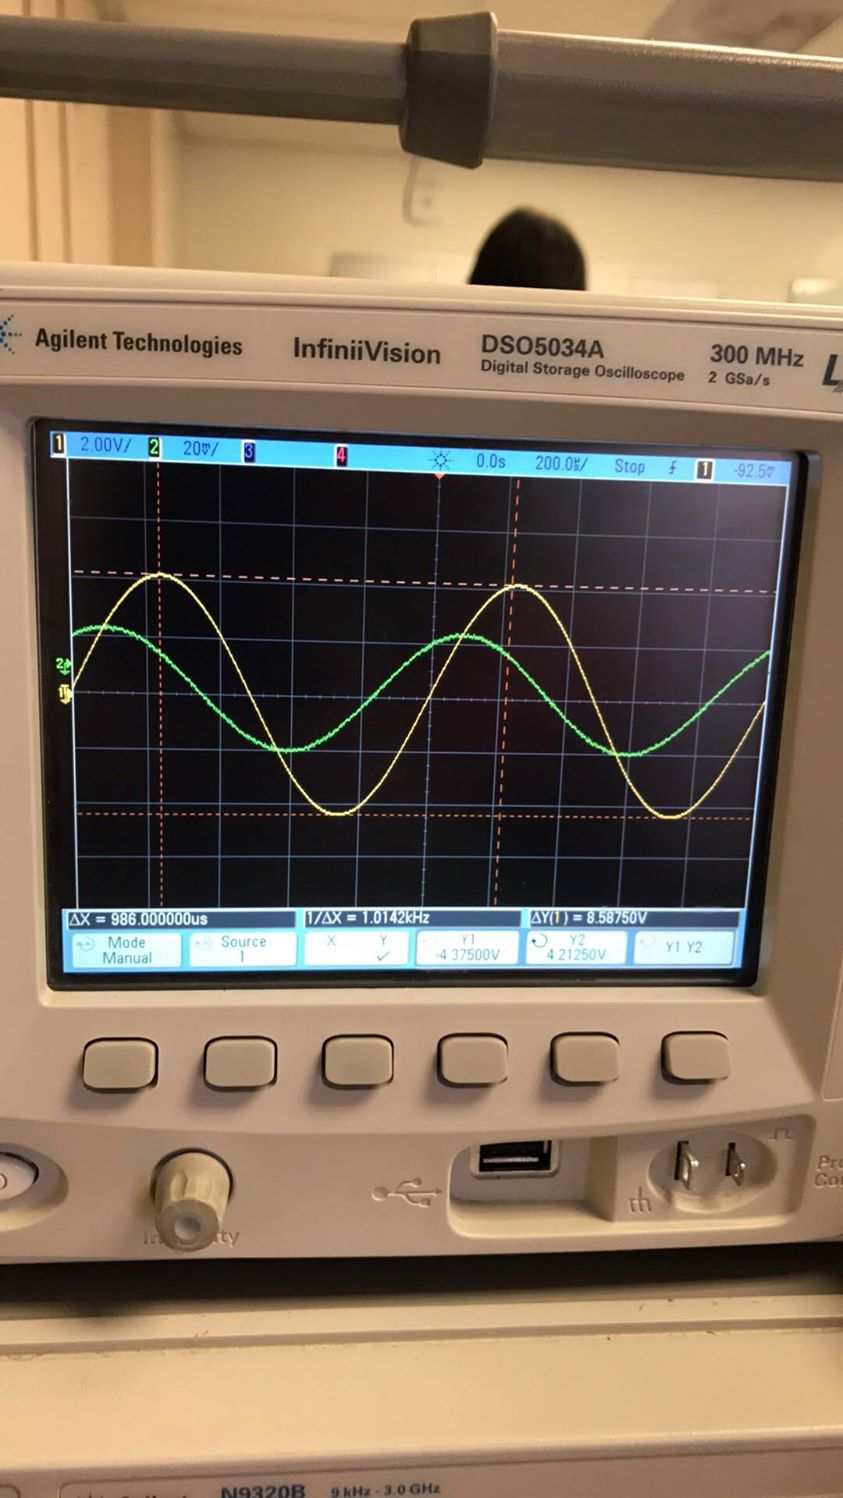 Agilent Technologies InfiniiVision DSO5034A 300 MHz
Digital Storage Oscilloscope 2 GSa/s
1 2.00V/ 2 20mV/ 3 4 0.0s 200.0us/ Stop 1 -92.5mV
2
ΔX = 986.000000us 1/ΔX = 1.0142kHz ΔY(1) = 8.58750V
Mode Source X Y Y1 Y2 Y1 Y2
Manual 1 ✓ -4.37500V 4.21250V
N9320B 9 kHz - 3.0 GHz